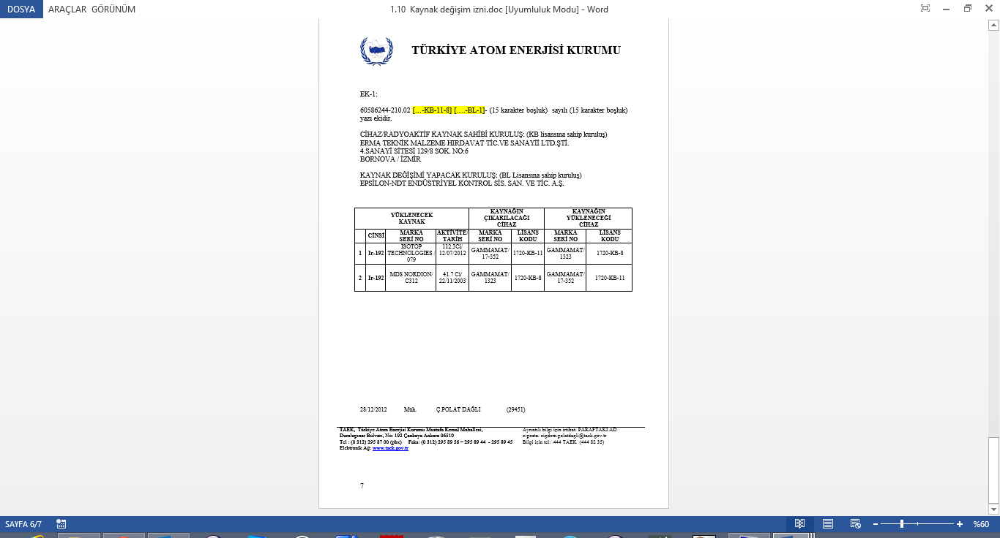 DOSYA ARAÇLAR GÖRÜNÜM
1.10 Kaynak değişim izni.doc [Uyumluluk Modu] - Word
TÜRKİYE ATOM ENERJİSİ KURUMU
EK-1:
60586244-210.02 […-KB-11-8] [….-BL-1]- (15 karakter boşluk) sayılı (15 karakter boşluk)
yazı ekidir.
CİHAZ/RADYOAKTİF KAYNAK SAHİBİ KURULUŞ: (KB lisansına sahip kuruluş)
ERMA TEKNİK MALZEME HIRDAVAT TİC.VE SANAYİİ LTD.ŞTİ.
4.SANAYİ SİTESİ 129/8 SOK. NO:6
BORNOVA / İZMİR
KAYNAK DEĞİŞİMİ YAPACAK KURULUŞ: (BL Lisansına sahip kuruluş)
EPSİLON-NDT ENDÜSTRİYEL KONTROL SİS. SAN. VE TİC. A.Ş.
YÜKLENECEK
KAYNAK
KAYNAĞIN
ÇIKARILACAĞI
CİHAZ
KAYNAĞIN
YÜKLENECEĞİ
CİHAZ
CİNSİ
MARKA
SERİ NO
AKTİVİTE/
TARİH
MARKA
SERİ NO
LİSANS
KODU
MARKA
SERİ NO
LİSANS
KODU
1
Ir-192
ISOTOP
TECHNOLOGIES /
079
112.3Ci/
12/07/2012
GAMMAMAT/
17-352
1720-KB-11
GAMMAMAT/
1323
1720-KB-8
2
Ir-192
MDS NORDION/
C312
41.7 Ci/
22/11/2003
GAMMAMAT/
1323
1720-KB-8
GAMMAMAT/
17-352
1720-KB-11
28/12/2012 Müh. Ç.POLAT DAĞLI (29451)
TAEK, Türkiye Atom Enerjisi Kurumu Mustafa Kemal Mahallesi,
Dumlupınar Bulvarı, No: 192 Çankaya Ankara 06510
Tel : (0 312) 295 87 00 (pbx) Faks: (0 312) 295 89 56 – 295 89 44 - 295 89 45
Elektronik Ağ: www.taek.gov.tr
Ayrıntılı bilgi için irtibat: PARAFTAKİ AD
e-posta: cigdem.polatdagli@taek.gov.tr
Bilgi için tel: 444 TAEK (444 82 35)
7
SAYFA 6/7
%60